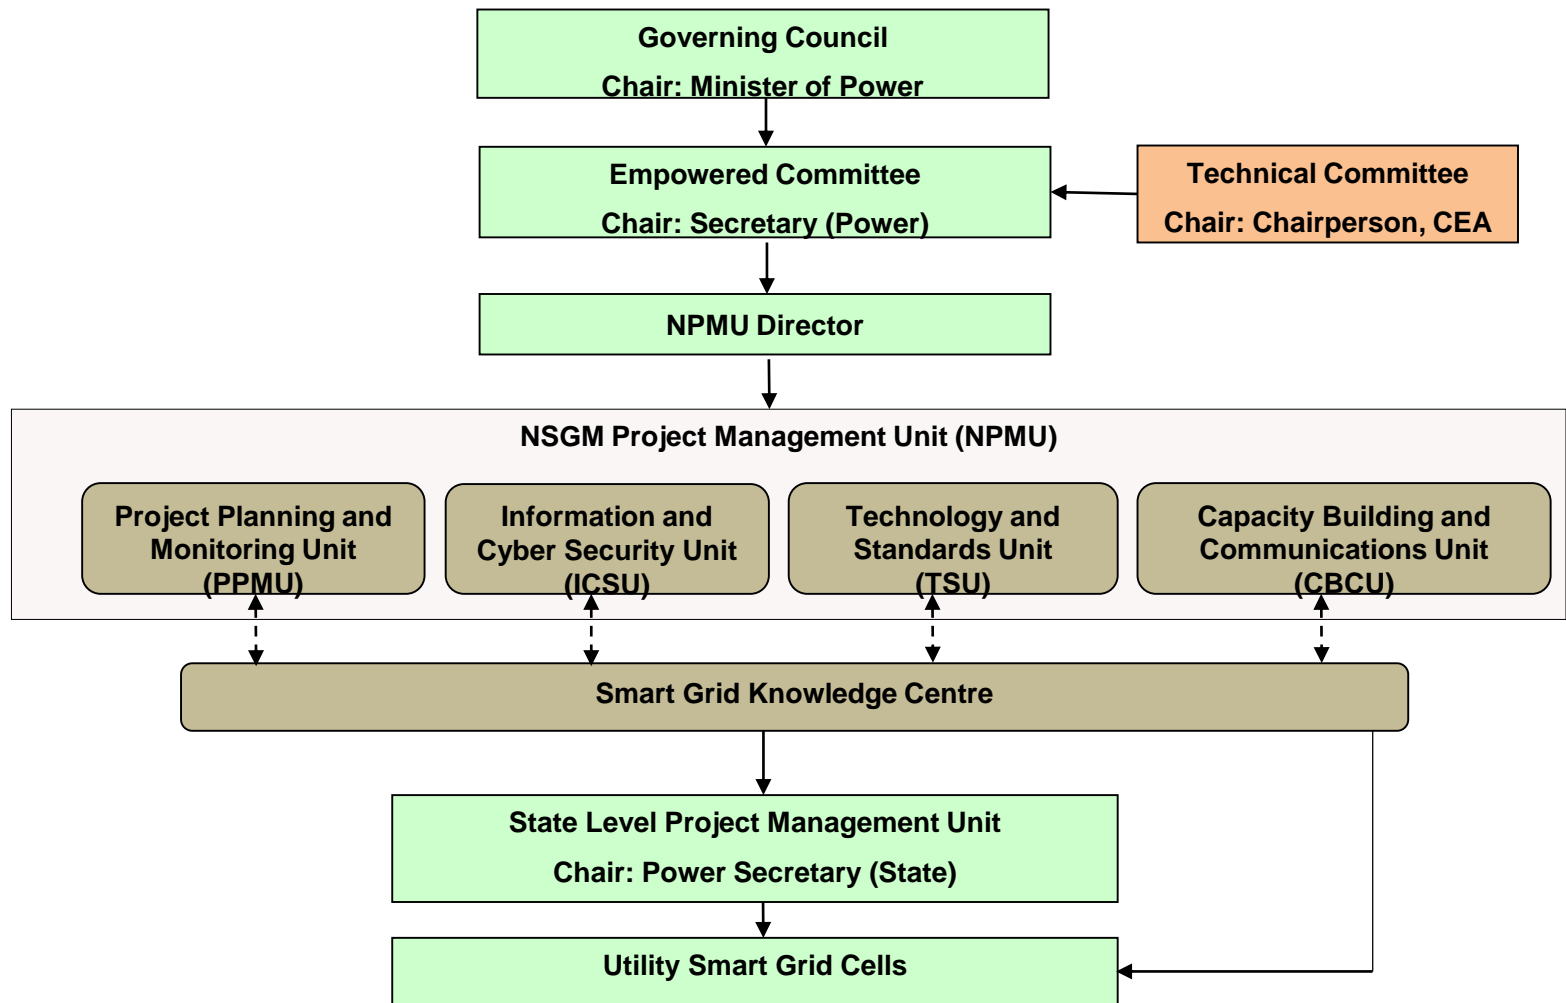 Governing Council
Chair: Minister of Power
Empowered Committee
Chair: Secretary (Power)
Technical Committee
Chair: Chairperson, CEA
NPMU Director
NSGM Project Management Unit (NPMU)
Project Planning and
Monitoring Unit
(PPMU)
Information and
Cyber Security Unit
(ICSU)
Technology and
Standards Unit
(TSU)
Capacity Building and
Communications Unit
(CBCU)
Smart Grid Knowledge Centre
State Level Project Management Unit
Chair: Power Secretary (State)
Utility Smart Grid Cells